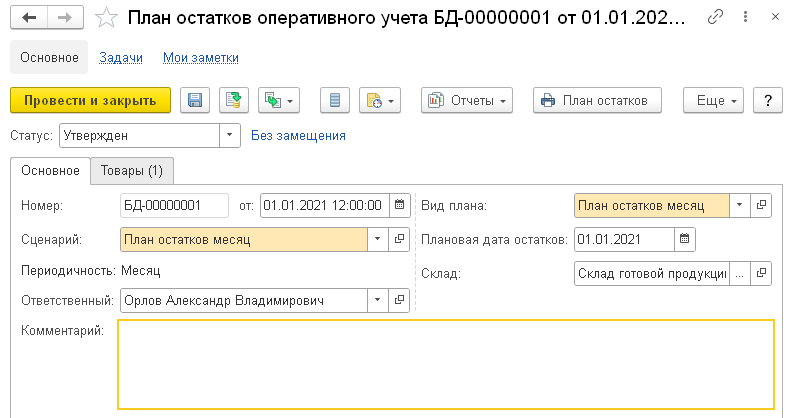 План остатков оперативного учета БД-00000001 от 01.01.202...
Основное Задачи Мои заметки
Провести и закрыть Отчеты План остатков Еще ?
Статус: Утвержден Без замещения
Основное Товары (1)
Номер: БД-00000001 от: 01.01.2021 12:00:00 Вид плана: План остатков месяц
Сценарий: План остатков месяц Плановая дата остатков: 01.01.2021
Периодичность: Месяц Склад: Склад готовой продукции ...
Ответственный: Орлов Александр Владимирович
Комментарий: